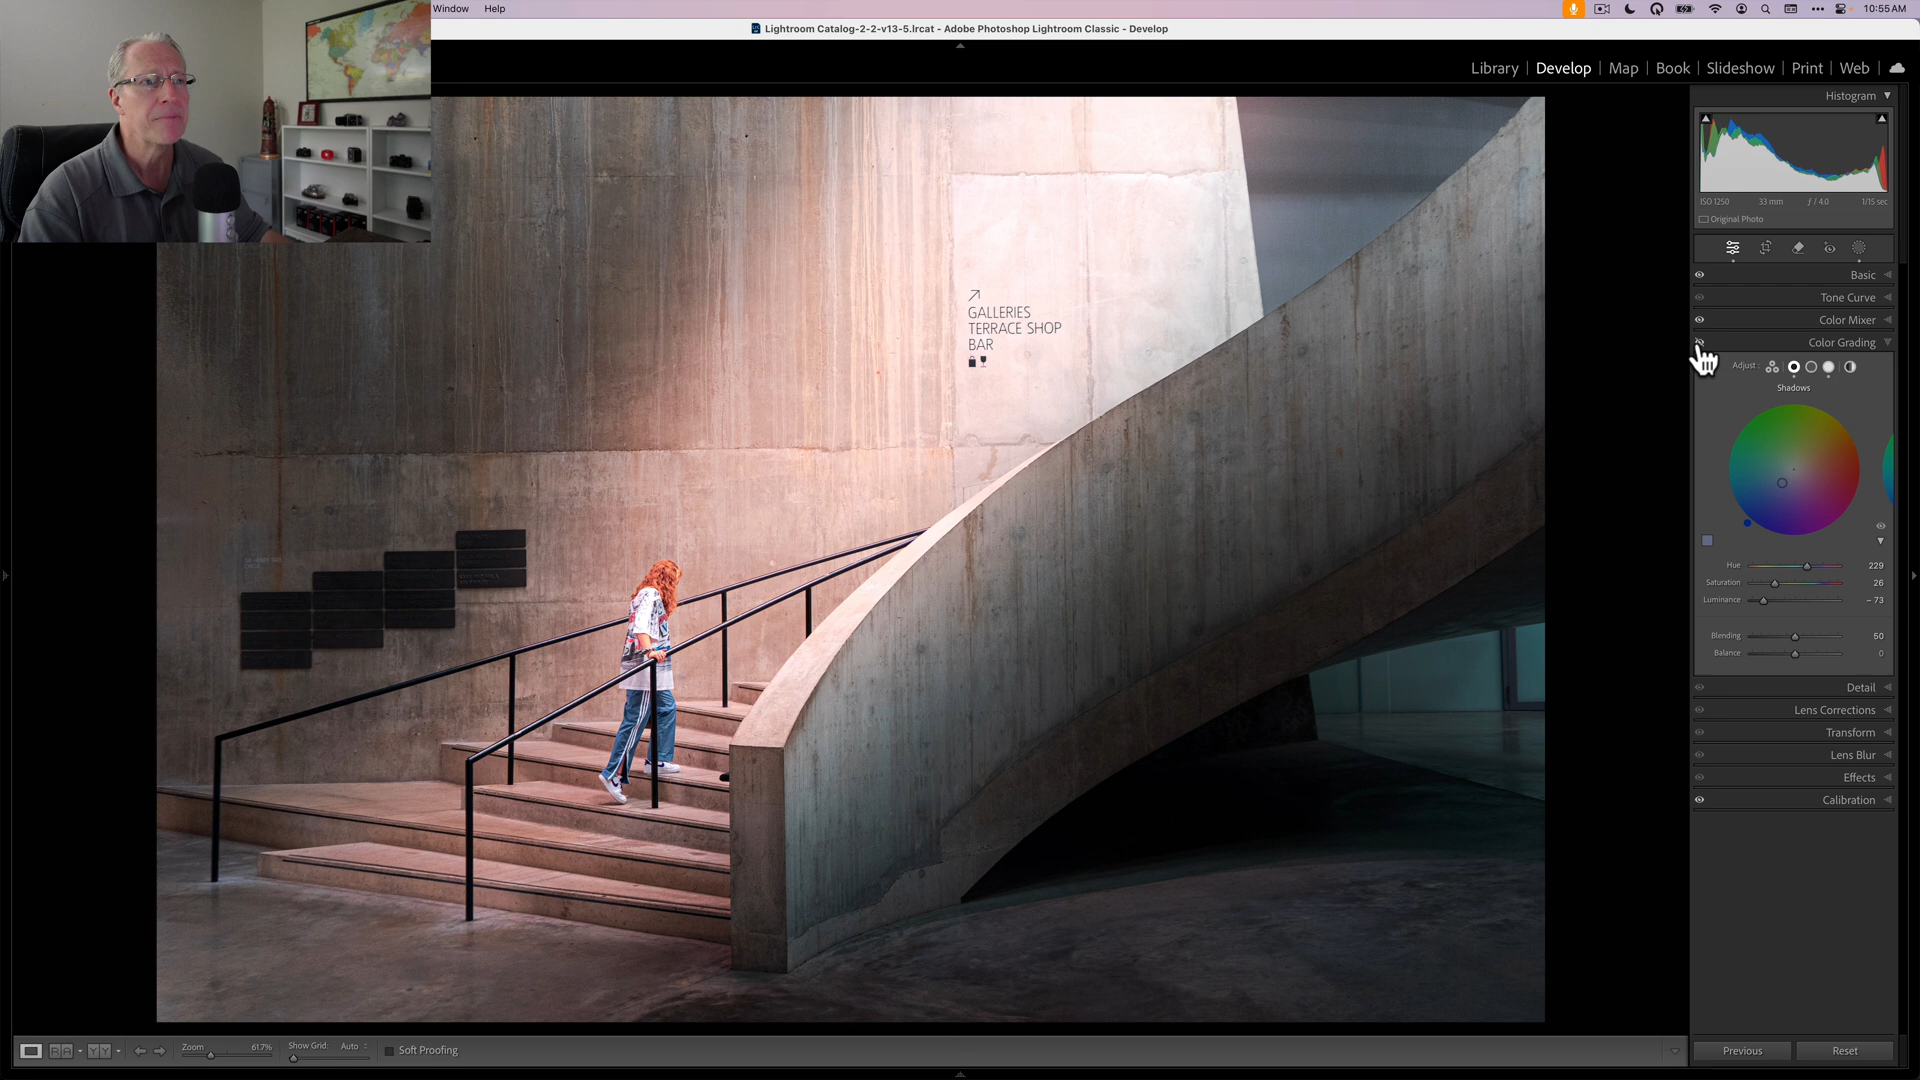 Window Help
10:55 AM
Lightroom Catalog-2-2-v13-5.lrcat - Adobe Photoshop Lightroom Classic - Develop
Library | Develop | Map | Book | Slideshow | Print | Web
Histogram
ISO 1250 33 mm ƒ / 4.0 1/15 sec
Original Photo
Basic
Tone Curve
Color Mixer
Color Grading
Adjust :
Shadows
Hue 229
Saturation 26
Luminance – 73
Blending 50
Balance 0
Detail
Lens Corrections
Transform
Lens Blur
Effects
Calibration
GALLERIES
TERRACE SHOP
BAR
Zoom 61.7%
Show Grid: Auto
Soft Proofing
Previous Reset